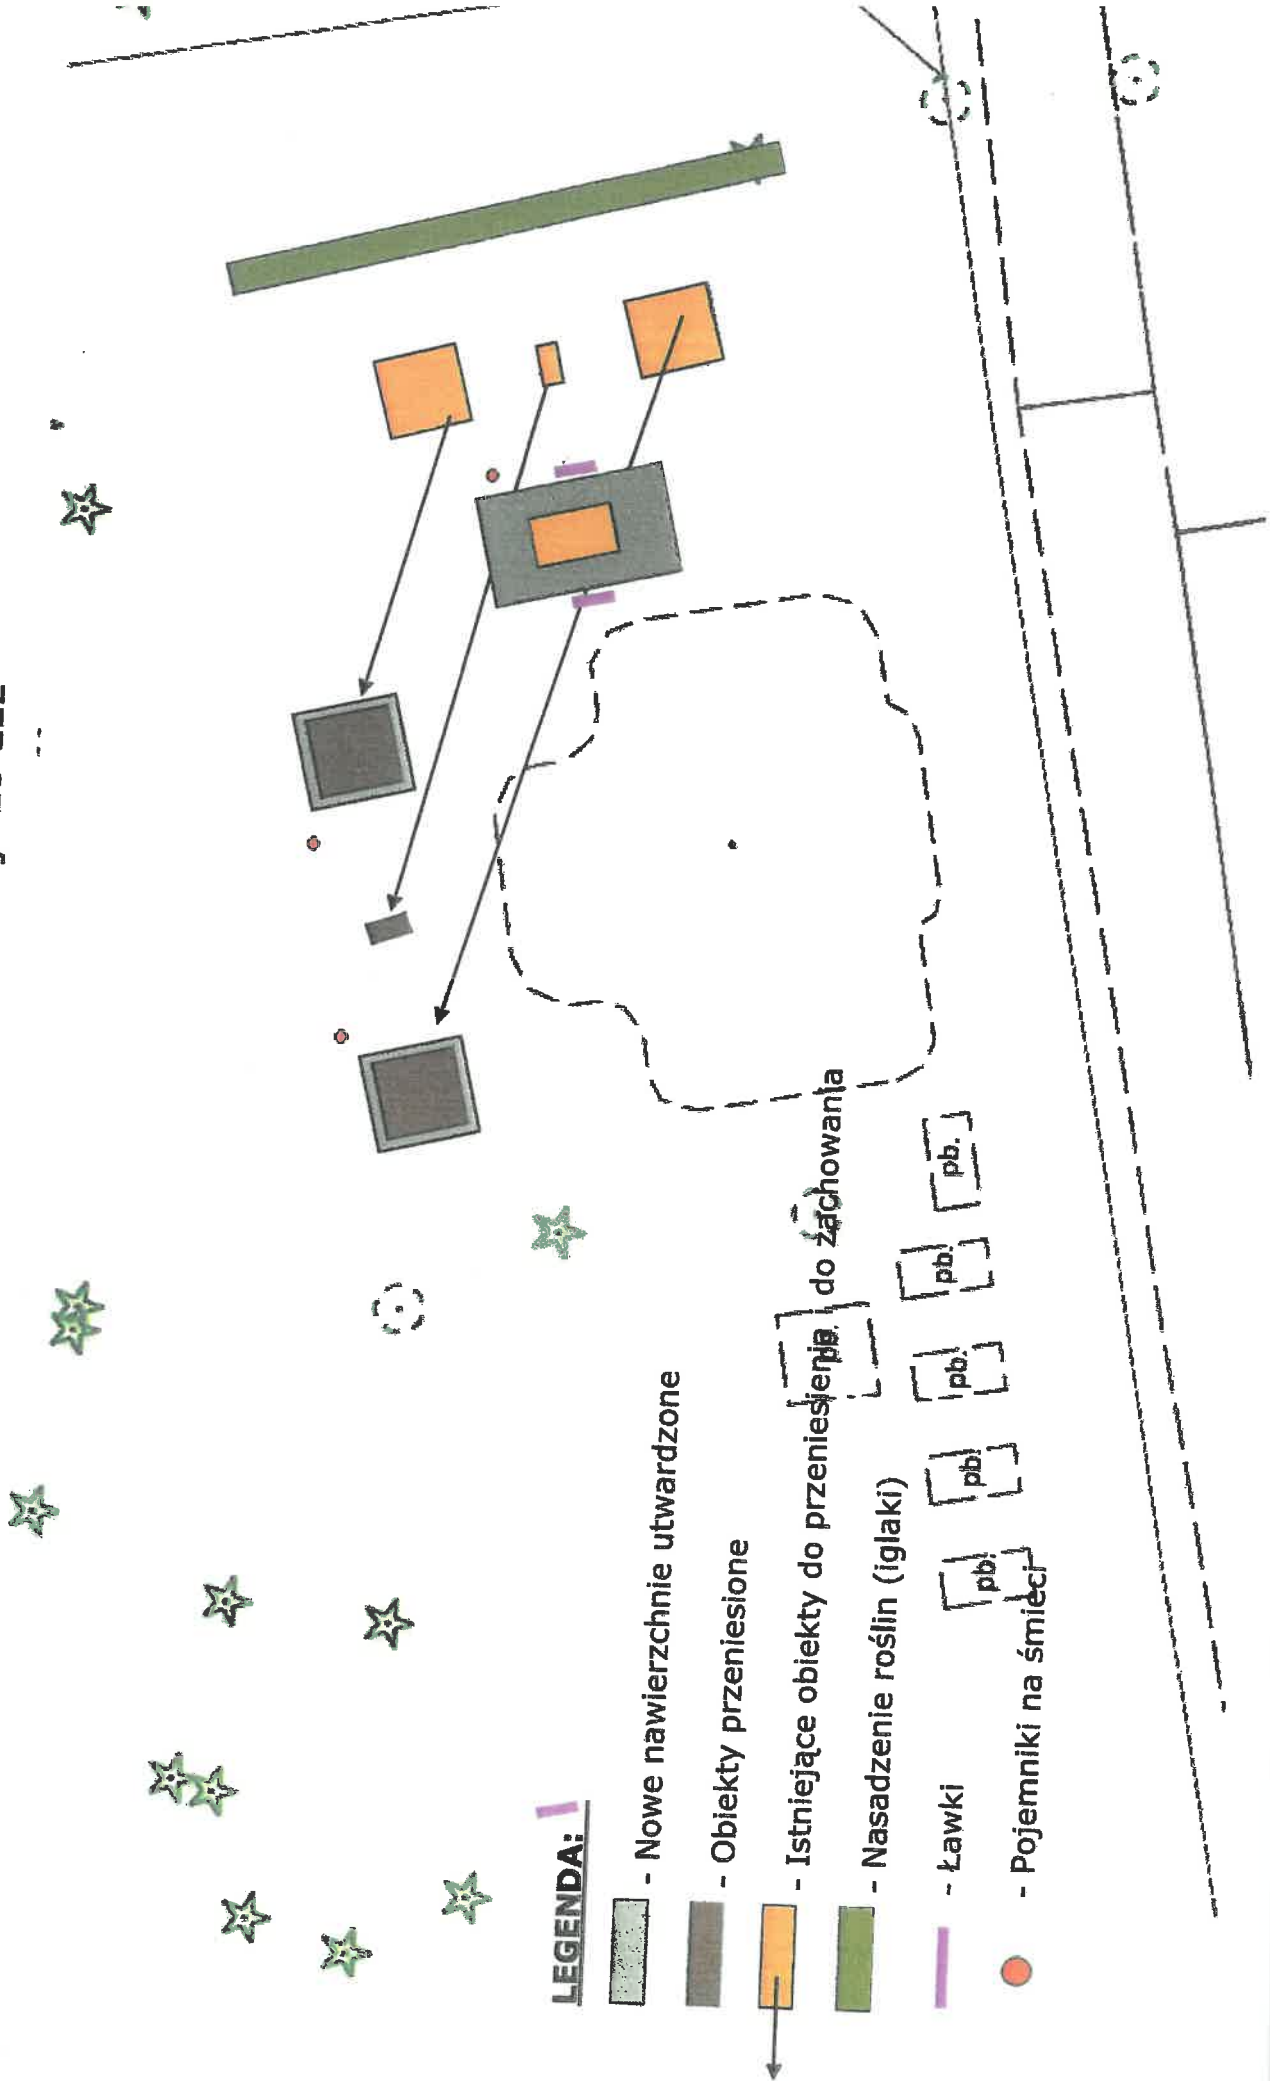 LEGENDA:
- Nowe nawierzchnie utwardzone
- Obiekty przeniesione
- Istniejące obiekty do przeniesienia do zachowania
- Nasadzenie roślin (iglaki)
- Ławki
- Pojemniki na śmieci
pb.
pb.
pb.
pb.
pb.
pb.